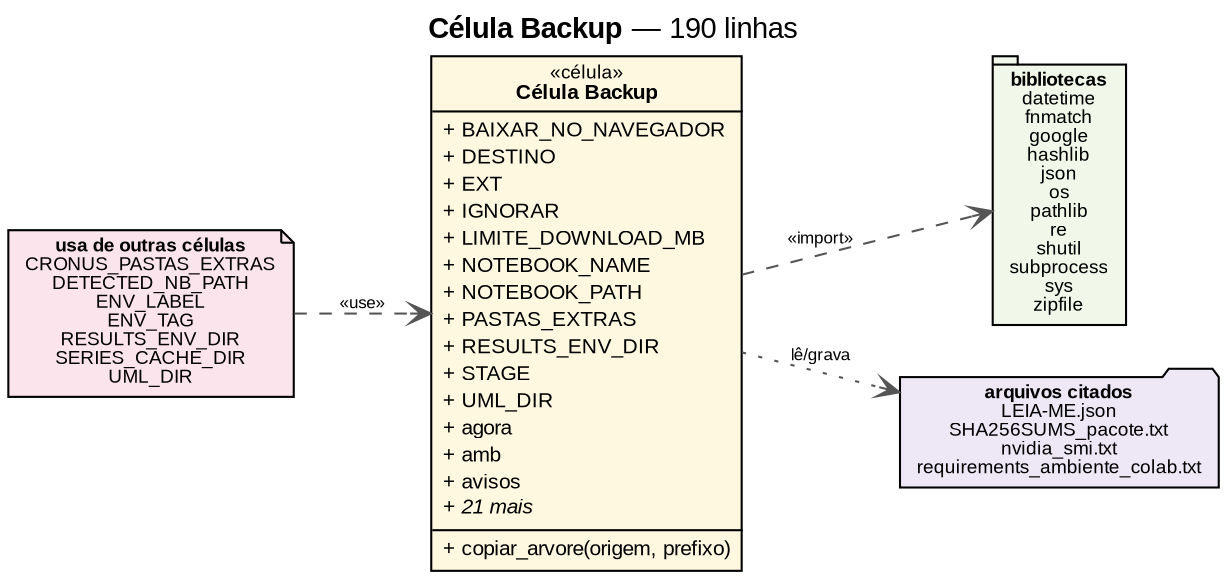 Célula Backup — 190 linhas
usa de outras células
CRONUS_PASTAS_EXTRAS
DETECTED_NB_PATH
ENV_LABEL
ENV_TAG
RESULTS_ENV_DIR
SERIES_CACHE_DIR
UML_DIR
«use»
«célula»
Célula Backup
+ BAIXAR_NO_NAVEGADOR
+ DESTINO
+ EXT
+ IGNORAR
+ LIMITE_DOWNLOAD_MB
+ NOTEBOOK_NAME
+ NOTEBOOK_PATH
+ PASTAS_EXTRAS
+ RESULTS_ENV_DIR
+ STAGE
+ UML_DIR
+ agora
+ amb
+ avisos
+ 21 mais
+ copiar_arvore(origem, prefixo)
«import»
bibliotecas
datetime
fnmatch
google
hashlib
json
os
pathlib
re
shutil
subprocess
sys
zipfile
lê/grava
arquivos citados
LEIA-ME.json
SHA256SUMS_pacote.txt
nvidia_smi.txt
requirements_ambiente_colab.txt